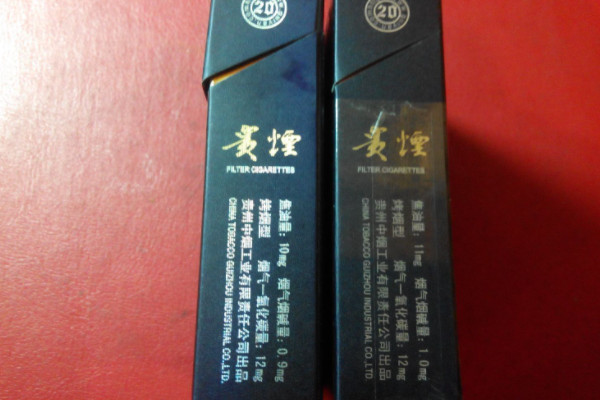 20
貴煙
FILTER CIGARETTES
焦油量：10mg 烟气烟碱量：0.9mg
烤烟型 烟气一氧化碳量：12mg
贵州中烟工业有限责任公司出品
CHINA TOBACCO GUIZHOU INDUSTRIAL CO.,LTD.
20
貴煙
FILTER CIGARETTES
焦油量：11mg 烟气烟碱量：1.0mg
烤烟型 烟气一氧化碳量：12mg
贵州中烟工业有限责任公司出品
CHINA TOBACCO GUIZHOU INDUSTRIAL CO.,LTD.